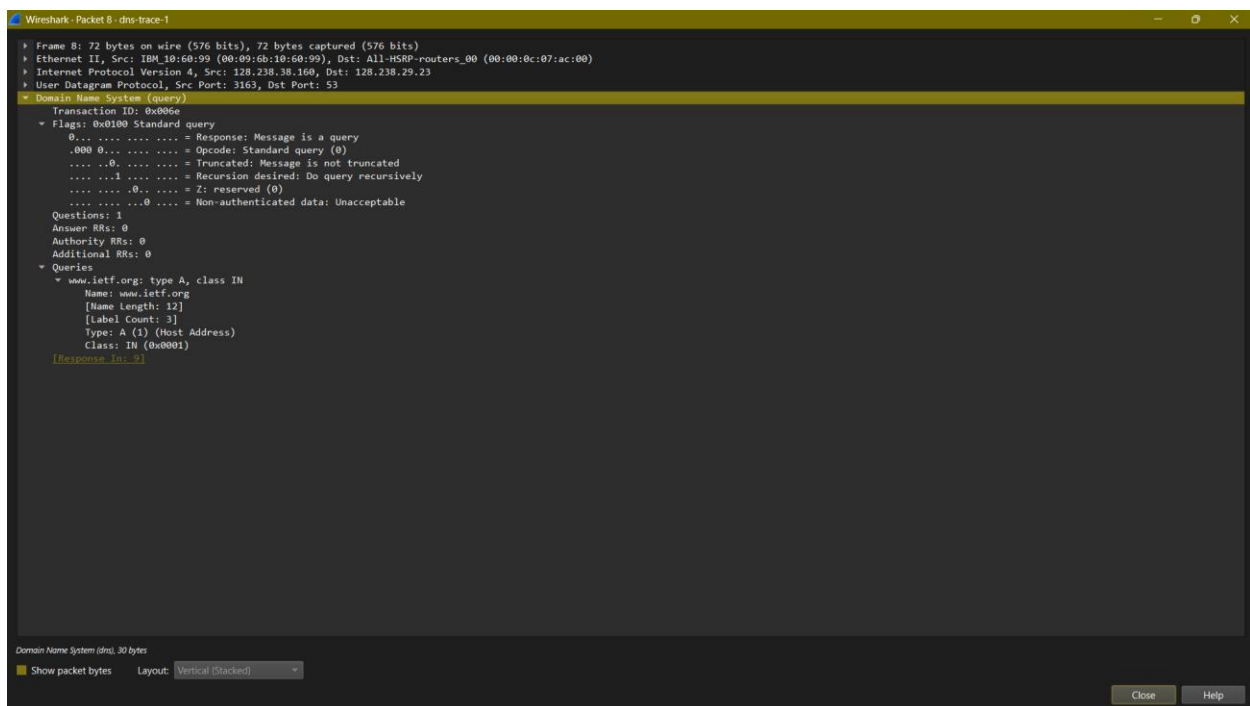 Wireshark · Packet 8 · dns-trace-1
Frame 8: 72 bytes on wire (576 bits), 72 bytes captured (576 bits)
Ethernet II, Src: IBM_10:60:99 (00:09:6b:10:60:99), Dst: All-HSRP-routers_00 (00:00:0c:07:ac:00)
Internet Protocol Version 4, Src: 128.238.38.160, Dst: 128.238.29.23
User Datagram Protocol, Src Port: 3163, Dst Port: 53
Domain Name System (query)
Transaction ID: 0x006e
Flags: 0x0100 Standard query
0... .... .... .... = Response: Message is a query
.000 0... .... .... = Opcode: Standard query (0)
.... ..0. .... .... = Truncated: Message is not truncated
.... ...1 .... .... = Recursion desired: Do query recursively
.... .... .0.. .... = Z: reserved (0)
.... .... ...0 .... = Non-authenticated data: Unacceptable
Questions: 1
Answer RRs: 0
Authority RRs: 0
Additional RRs: 0
Queries
www.ietf.org: type A, class IN
Name: www.ietf.org
[Name Length: 12]
[Label Count: 3]
Type: A (1) (Host Address)
Class: IN (0x0001)
[Response In: 9]
Domain Name System (dns), 30 bytes
Show packet bytes Layout: Vertical (Stacked)
Close Help